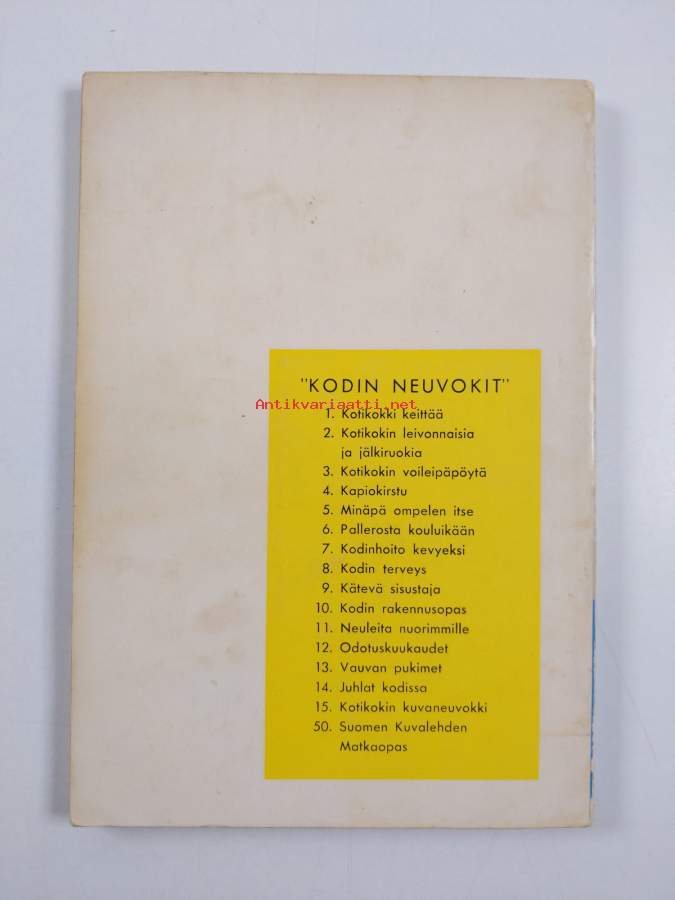 "KODIN NEUVOKIT"
Antikvariaatti.net
1. Kotikokki keittää
2. Kotikokin leivonnaisia
ja jälkiruokia
3. Kotikokin voileipäpöytä
4. Kapiokirstu
5. Minäpä ompelen itse
6. Pallerosta kouluikään
7. Kodinhoito kevyeksi
8. Kodin terveys
9. Kätevä sisustaja
10. Kodin rakennusopas
11. Neuleita nuorimmille
12. Odotuskuukaudet
13. Vauvan pukimet
14. Juhlat kodissa
15. Kotikokin kuvaneuvokki
50. Suomen Kuvalehden
Matkaopas